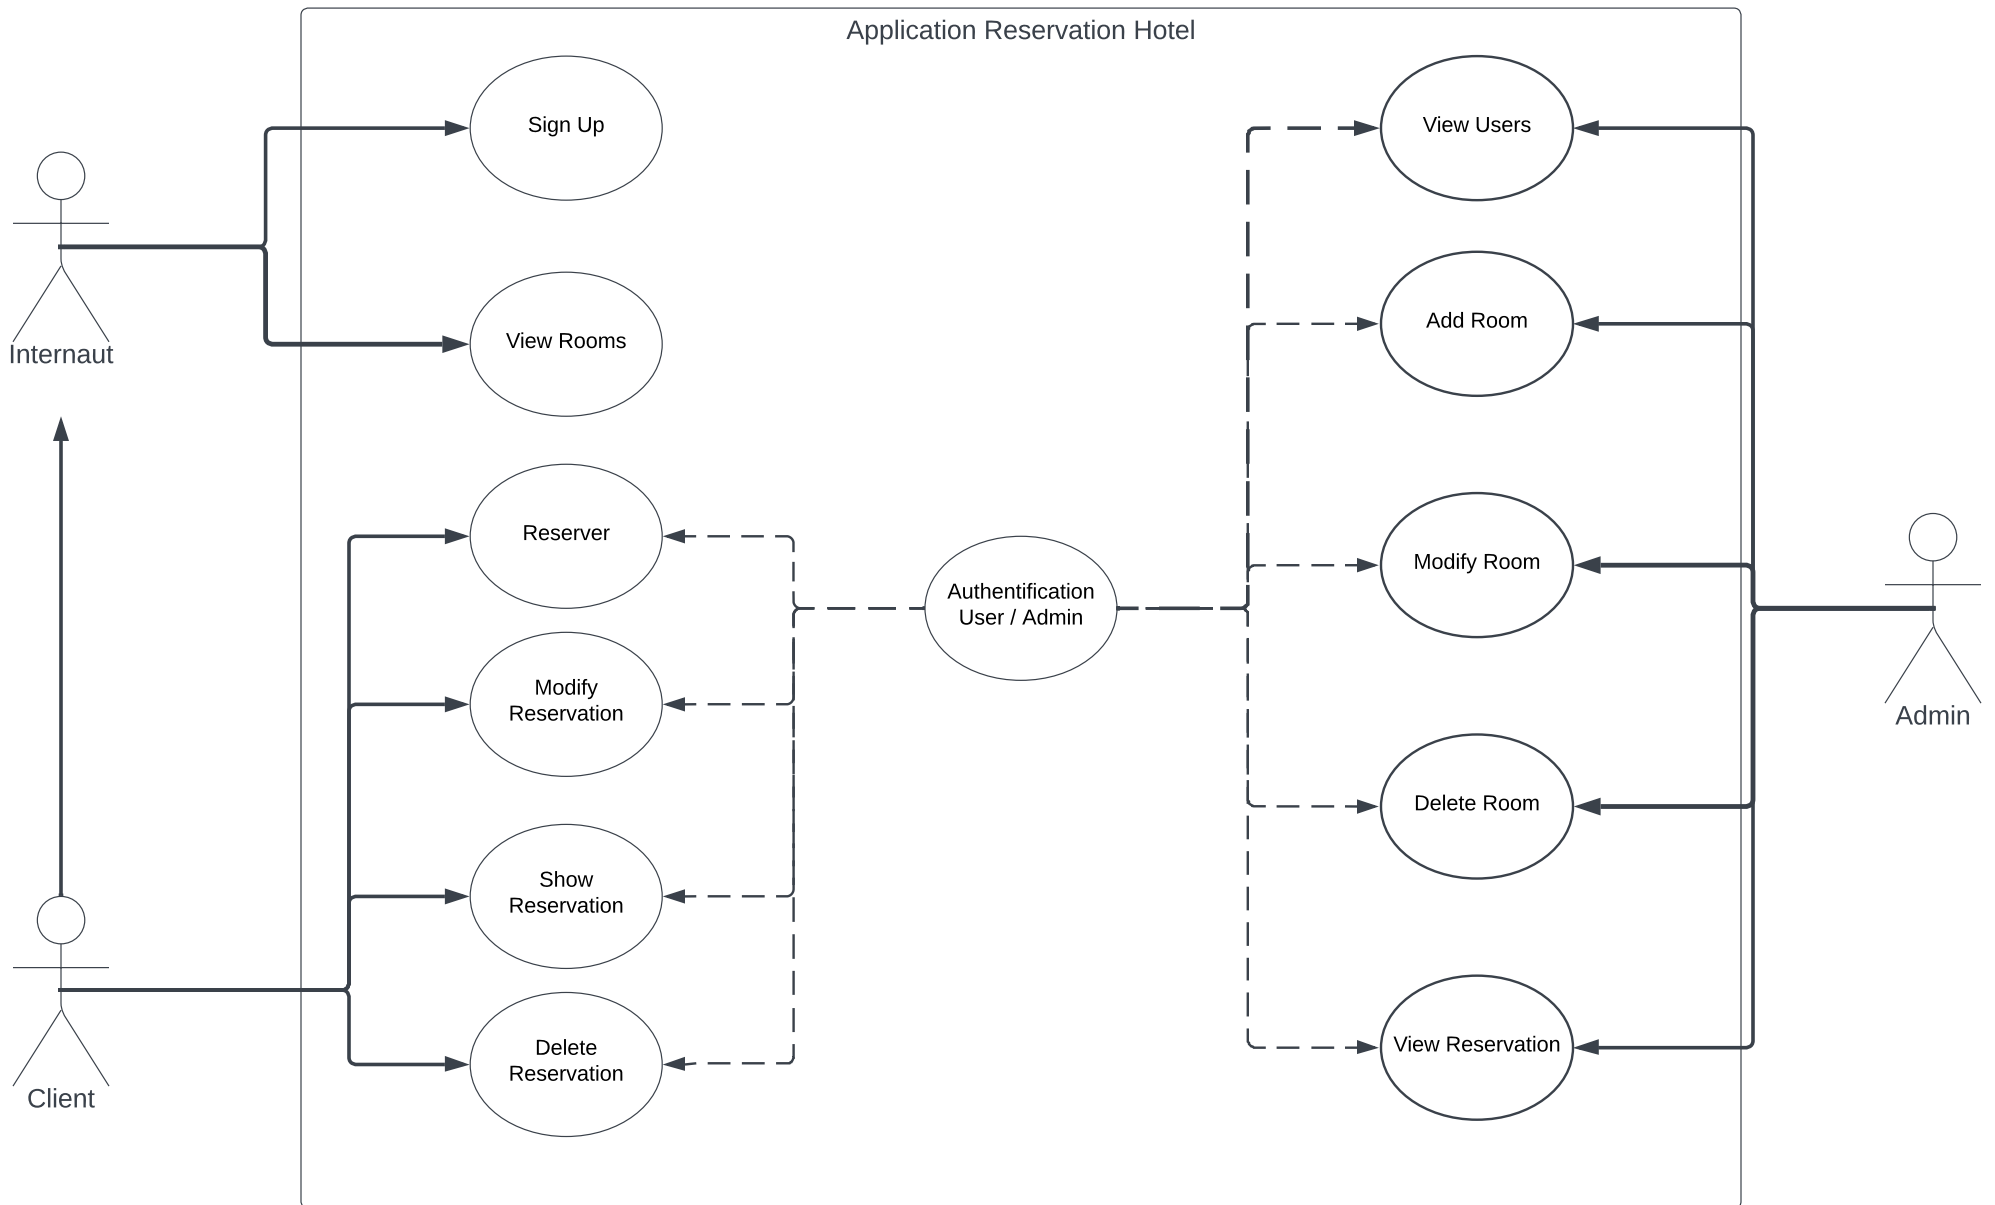 Application Reservation Hotel
Sign Up
View Users
Add Room
View Rooms
Internaut
Reserver
Modify Room
Authentification
User / Admin
Modify
Reservation
Admin
Delete Room
Show
Reservation
Delete
Reservation
View Reservation
Client